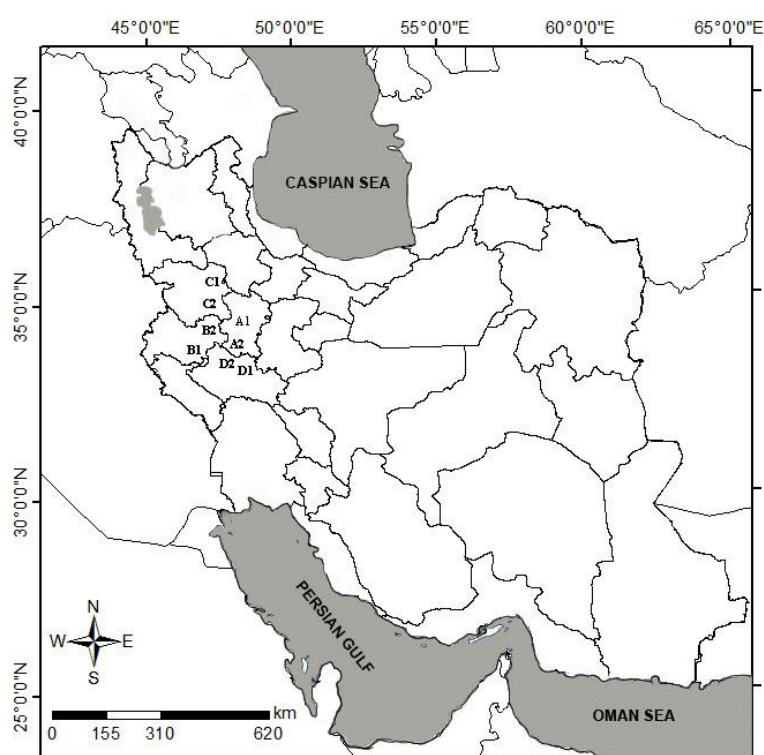 45°0'0"E 50°0'0"E 55°0'0"E 60°0'0"E 65°0'0"E
40°0'0"N
CASPIAN SEA
35°0'0"N
C1
C2
A1
B2
A2
B1
D2
D1
30°0'0"N
PERSIAN GULF
N
W E
S
25°0'0"N
km
0 155 310 620
OMAN SEA